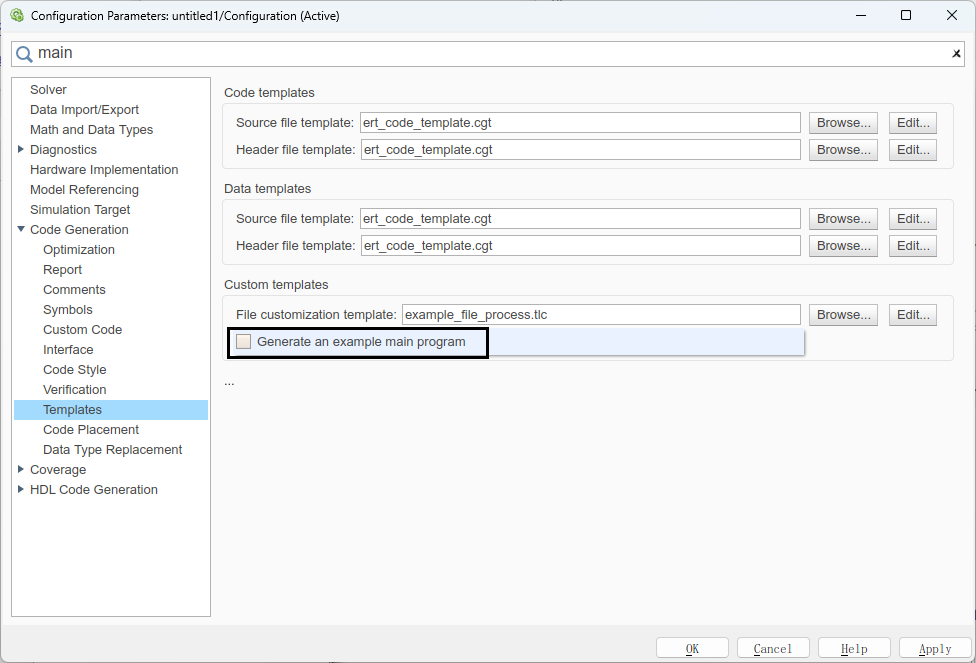 Configuration Parameters: untitled1/Configuration (Active)
main
Solver
Data Import/Export
Math and Data Types
Diagnostics
Hardware Implementation
Model Referencing
Simulation Target
Code Generation
Optimization
Report
Comments
Symbols
Custom Code
Interface
Code Style
Verification
Templates
Code Placement
Data Type Replacement
Coverage
HDL Code Generation
Code templates
Source file template: ert_code_template.cgt Browse... Edit...
Header file template: ert_code_template.cgt Browse... Edit...
Data templates
Source file template: ert_code_template.cgt Browse... Edit...
Header file template: ert_code_template.cgt Browse... Edit...
Custom templates
File customization template: example_file_process.tlc Browse... Edit...
Generate an example main program
...
OK Cancel Help Apply